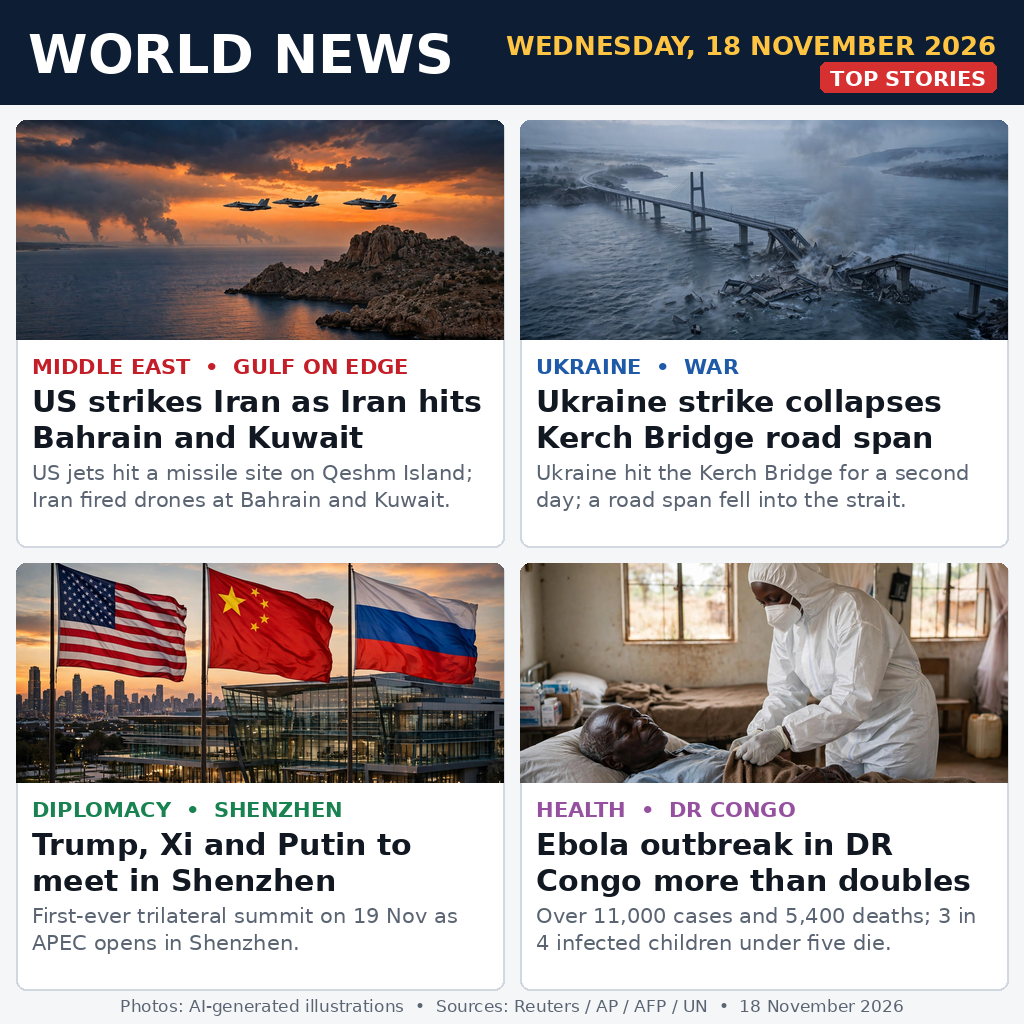 WORLD NEWS
WEDNESDAY, 18 NOVEMBER 2026
TOP STORIES
MIDDLE EAST • GULF ON EDGE
US strikes Iran as Iran hits
Bahrain and Kuwait
US jets hit a missile site on Qeshm Island;
Iran fired drones at Bahrain and Kuwait.
UKRAINE • WAR
Ukraine strike collapses
Kerch Bridge road span
Ukraine hit the Kerch Bridge for a second
day; a road span fell into the strait.
DIPLOMACY • SHENZHEN
Trump, Xi and Putin to
meet in Shenzhen
First-ever trilateral summit on 19 Nov as
APEC opens in Shenzhen.
HEALTH • DR CONGO
Ebola outbreak in DR
Congo more than doubles
Over 11,000 cases and 5,400 deaths; 3 in
4 infected children under five die.
Photos: AI-generated illustrations • Sources: Reuters / AP / AFP / UN • 18 November 2026